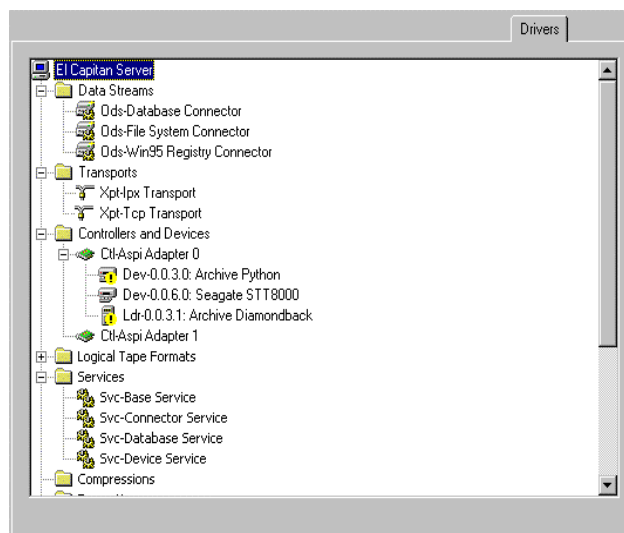 Drivers
El Capitan Server
Data Streams
Ods-Database Connector
Ods-File System Connector
Ods-Win95 Registry Connector
Transports
Xpt-Ipx Transport
Xpt-Tcp Transport
Controllers and Devices
Ctl-Aspi Adapter 0
Dev-0.0.3.0: Archive Python
Dev-0.0.6.0: Seagate STT8000
Ldr-0.0.3.1: Archive Diamondback
Ctl-Aspi Adapter 1
Logical Tape Formats
Services
Svc-Base Service
Svc-Connector Service
Svc-Database Service
Svc-Device Service
Compressions